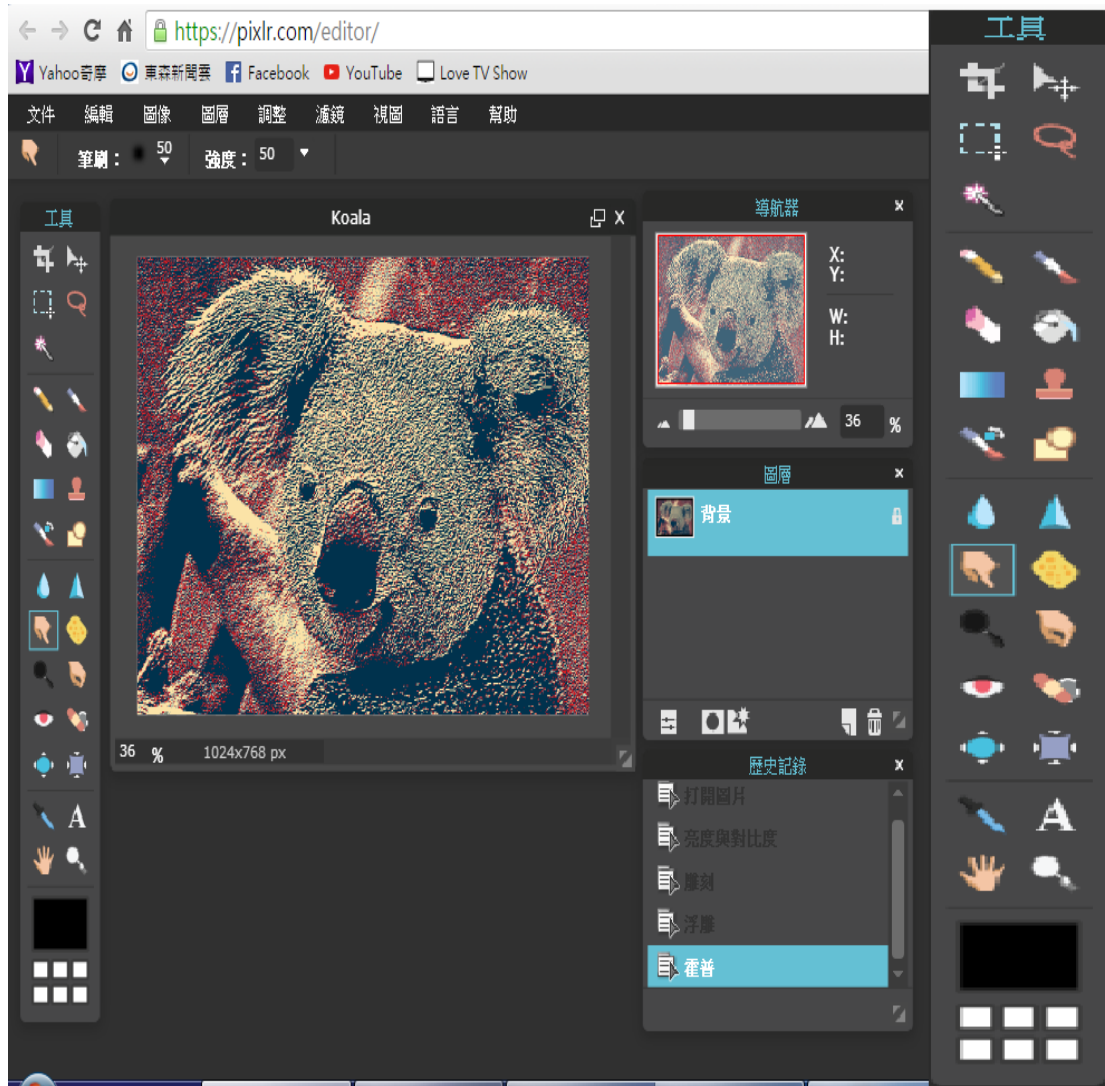 https://pixlr.com/editor/
Yahoo奇摩 東森新聞雲 Facebook YouTube Love TV Show
文件 編輯 圖像 圖層 調整 濾鏡 視圖 語言 幫助
筆刷： 50 強度： 50
工具
Koala
36 % 1024x768 px
導航器
X:
Y:
W:
H:
36 %
圖層
背景
歷史記錄
打開圖片
亮度與對比度
雕刻
浮雕
霍普
工具